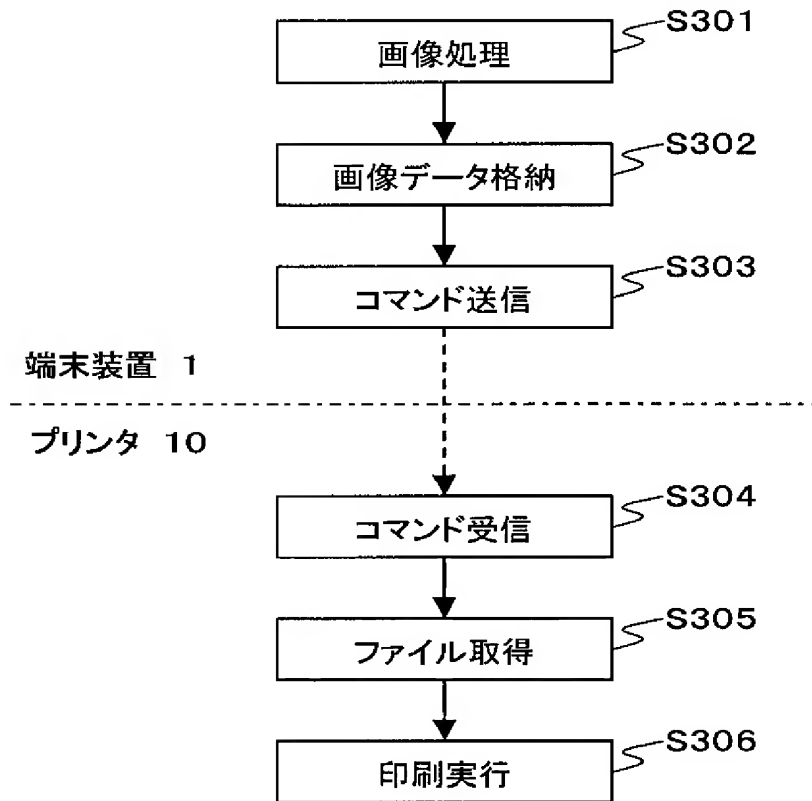 画像処理 S301
画像データ格納 S302
コマンド送信 S303
端末装置 1
プリンタ 10
コマンド受信 S304
ファイル取得 S305
印刷実行 S306